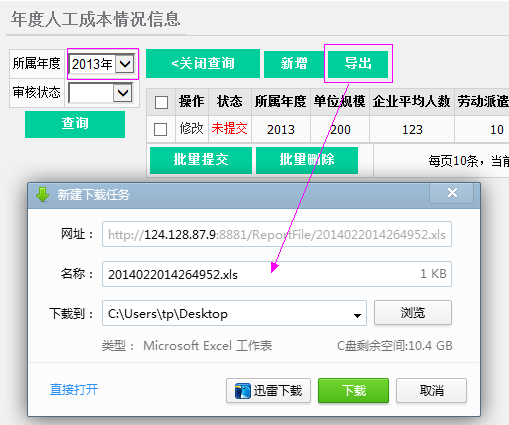 年度人工成本情况信息
所属年度 2013年 <关闭查询 新增 导出
审核状态
查询
操作 状态 所属年度 单位规模 企业平均人数 劳动派遣
修改 未提交 2013 200 123 10
批量提交 批量删除 每页10条，当前
新建下载任务
网址： http://124.128.87.9:8881/ReportFile/2014022014264952.xls
名称： 2014022014264952.xls 1 KB
下载到： C:\Users\tp\Desktop 浏览
类型： Microsoft Excel 工作表 C盘剩余空间:10.4 GB
直接打开 迅雷下载 下载 取消